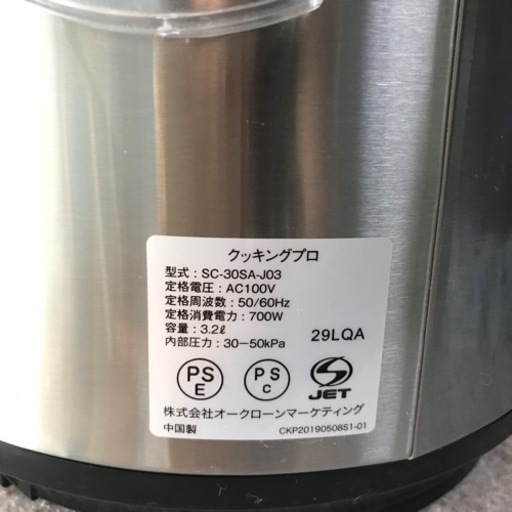 クッキングプロ
型式：SC-30SA-J03
定格電圧：AC100V
定格周波数：50/60Hz
定格消費電力：700W
容量：3.2ℓ
内部圧力：30−50kPa
29LQA
PS E
PS C
JET
株式会社オークローンマーケティング
中国製
CKP20190508S1-01